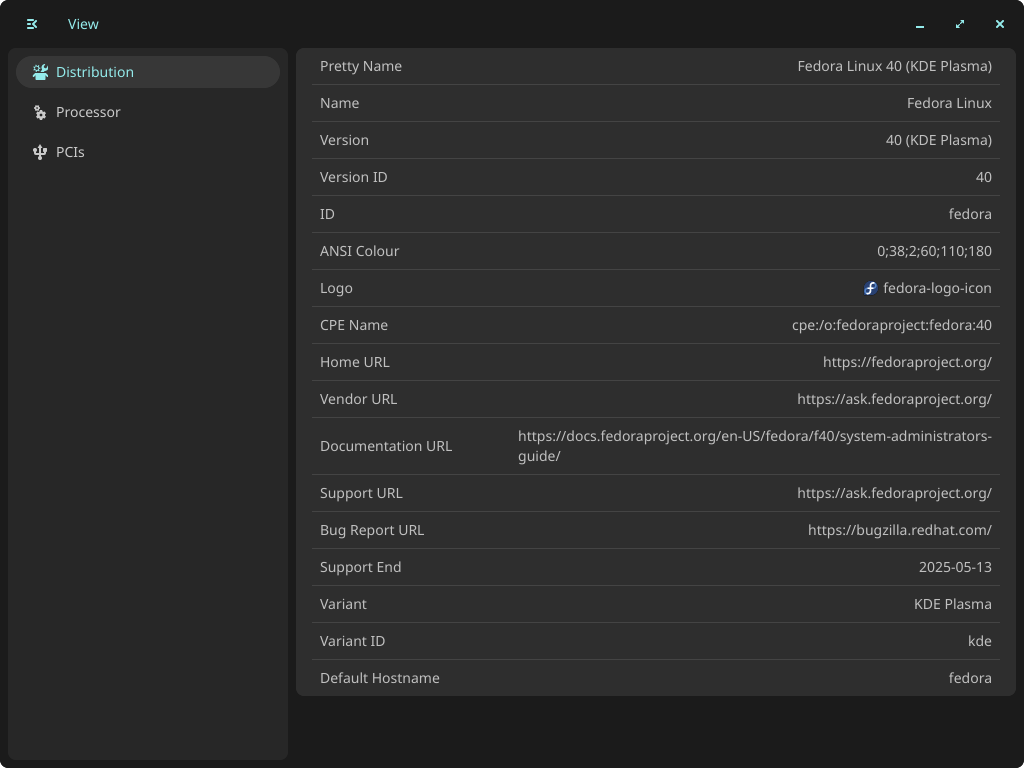 View
Distribution
Processor
PCIs
Pretty Name Fedora Linux 40 (KDE Plasma)
Name Fedora Linux
Version 40 (KDE Plasma)
Version ID 40
ID fedora
ANSI Colour 0;38;2;60;110;180
Logo fedora-logo-icon
CPE Name cpe:/o:fedoraproject:fedora:40
Home URL https://fedoraproject.org/
Vendor URL https://ask.fedoraproject.org/
Documentation URL https://docs.fedoraproject.org/en-US/fedora/f40/system-administrators-
guide/
Support URL https://ask.fedoraproject.org/
Bug Report URL https://bugzilla.redhat.com/
Support End 2025-05-13
Variant KDE Plasma
Variant ID kde
Default Hostname fedora